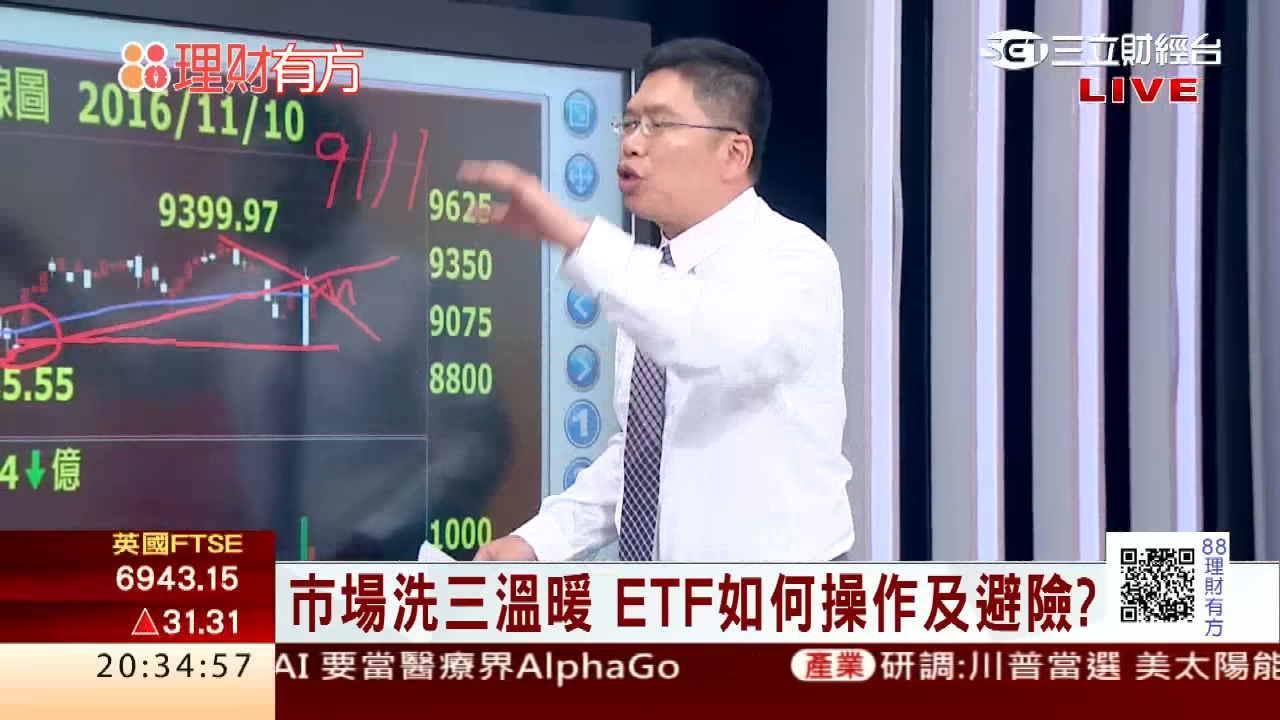 88理財有方
三立財經台
LIVE
線圖 2016/11/10
9111
9399.97
9625
9350
9075
8800
5.55
4↓億
1000
英國FTSE
6943.15
△31.31
市場洗三溫暖 ETF如何操作及避險?
88理財有方
20:34:57
AI 要當醫療界AlphaGo
產業 研調:川普當選 美太陽能